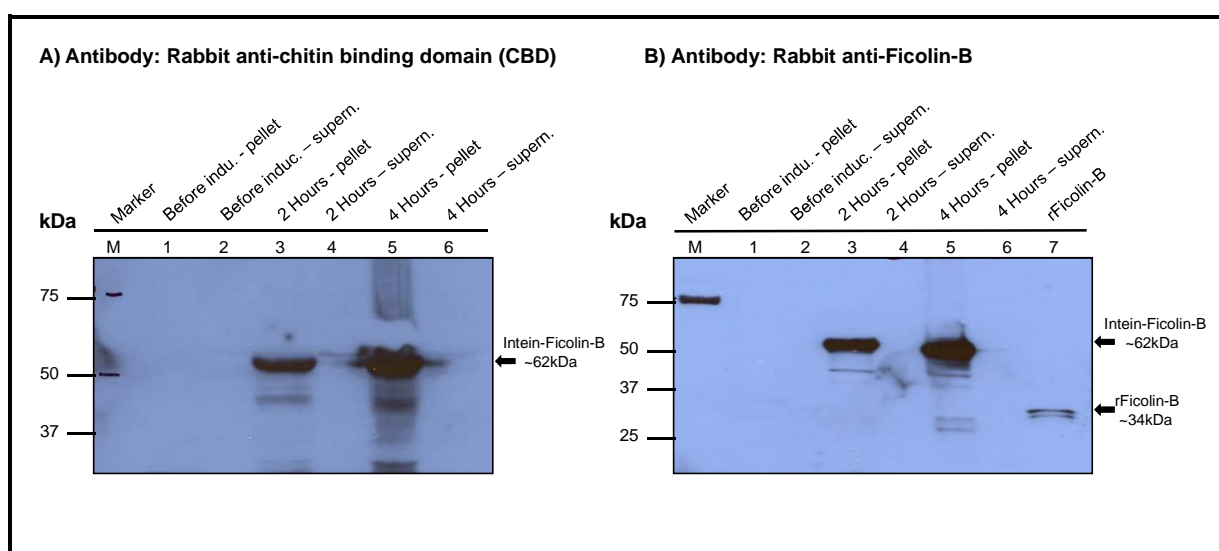 A) Antibody: Rabbit anti-chitin binding domain (CBD)
kDa
Marker
Before indu. - pellet
Before induc. – supern.
2 Hours - pellet
2 Hours – supern.
4 Hours - pellet
4 Hours – supern.
M 1 2 3 4 5 6
75
50
37
Intein-Ficolin-B
~62kDa
B) Antibody: Rabbit anti-Ficolin-B
kDa
Marker
Before indu. - pellet
Before induc. – supern.
2 Hours - pellet
2 Hours – supern.
4 Hours - pellet
4 Hours – supern.
rFicolin-B
M 1 2 3 4 5 6 7
75
50
37
25
Intein-Ficolin-B
~62kDa
rFicolin-B
~34kDa